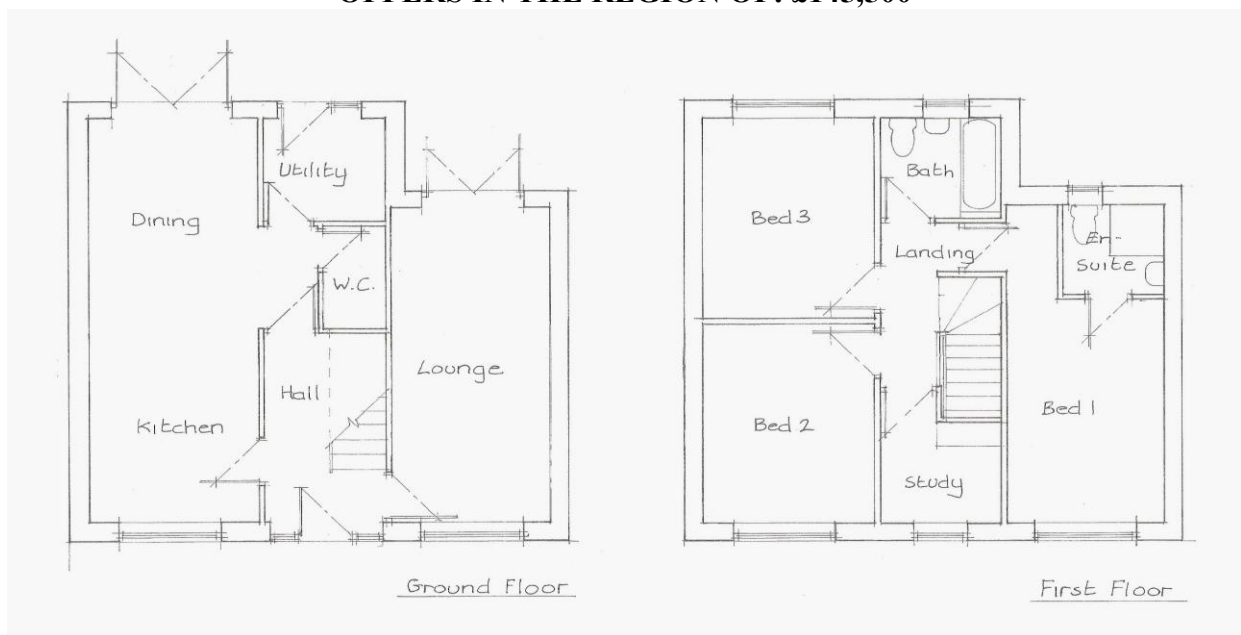 Utility
Dining
W.C.
Hall
Lounge
Kitchen
Ground Floor
Bath
Bed 3
Landing
En-
Suite
Bed 2
Bed 1
Study
First Floor